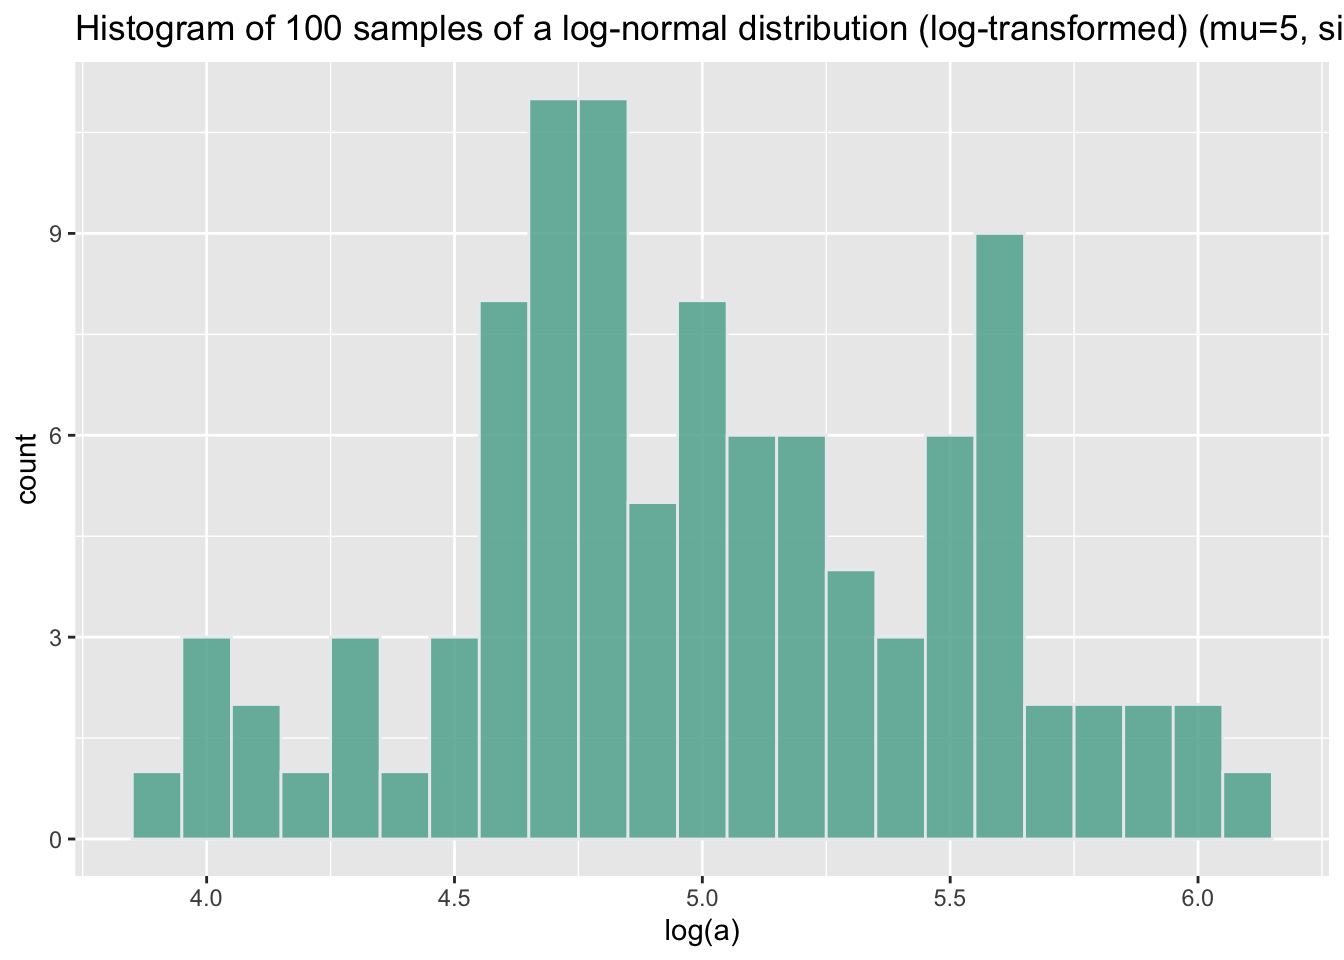 Histogram of 100 samples of a log-normal distribution (log-transformed) (mu=5, si
count
9
6
3
0
4.0 4.5 5.0 5.5 6.0
log(a)